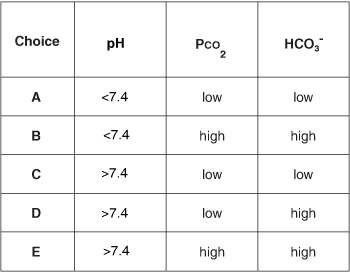 Choice pH Pco2 HCO3-
A <7.4 low low
B <7.4 high high
C >7.4 low low
D >7.4 low high
E >7.4 high high